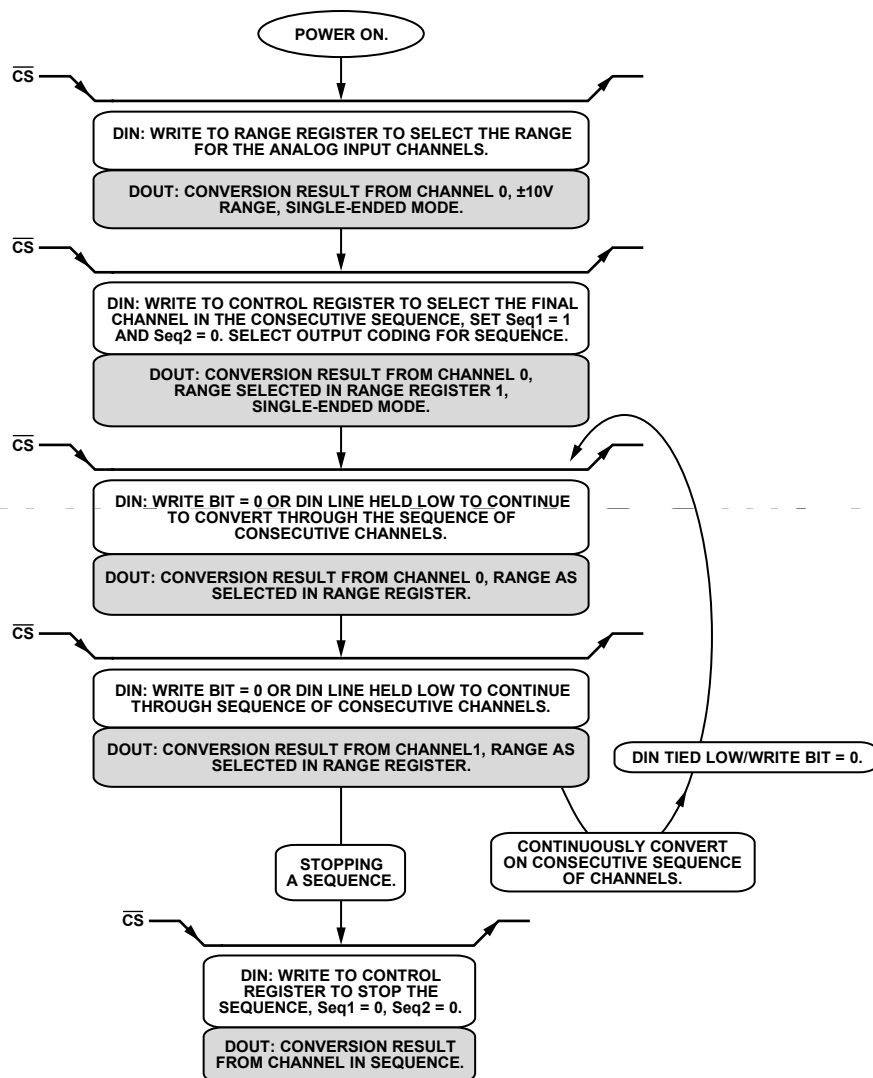 POWER ON.
CS
DIN: WRITE TO RANGE REGISTER TO SELECT THE RANGE
FOR THE ANALOG INPUT CHANNELS.
DOUT: CONVERSION RESULT FROM CHANNEL 0, ±10V
RANGE, SINGLE-ENDED MODE.
CS
DIN: WRITE TO CONTROL REGISTER TO SELECT THE FINAL
CHANNEL IN THE CONSECUTIVE SEQUENCE, SET Seq1 = 1
AND Seq2 = 0. SELECT OUTPUT CODING FOR SEQUENCE.
DOUT: CONVERSION RESULT FROM CHANNEL 0,
RANGE SELECTED IN RANGE REGISTER 1,
SINGLE-ENDED MODE.
CS
DIN: WRITE BIT = 0 OR DIN LINE HELD LOW TO CONTINUE
TO CONVERT THROUGH THE SEQUENCE OF
CONSECUTIVE CHANNELS.
DOUT: CONVERSION RESULT FROM CHANNEL 0, RANGE AS
SELECTED IN RANGE REGISTER.
CS
DIN: WRITE BIT = 0 OR DIN LINE HELD LOW TO CONTINUE
THROUGH SEQUENCE OF CONSECUTIVE CHANNELS.
DOUT: CONVERSION RESULT FROM CHANNEL1, RANGE AS
SELECTED IN RANGE REGISTER.
DIN TIED LOW/WRITE BIT = 0.
STOPPING
A SEQUENCE.
CONTINUOUSLY CONVERT
ON CONSECUTIVE SEQUENCE
OF CHANNELS.
CS
DIN: WRITE TO CONTROL
REGISTER TO STOP THE
SEQUENCE, Seq1 = 0, Seq2 = 0.
DOUT: CONVERSION RESULT
FROM CHANNEL IN SEQUENCE.